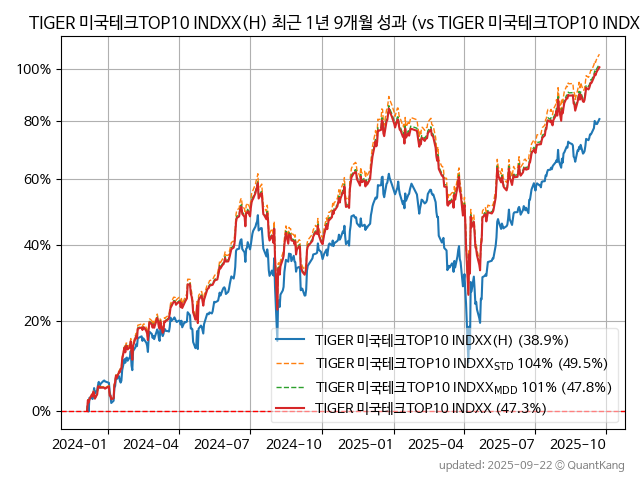 TIGER 미국테크TOP10 INDXX(H) 최근 1년 9개월 성과 (vs TIGER 미국테크TOP10 INDX
100%
80%
60%
40%
20%
0%
TIGER 미국테크TOP10 INDXX(H) (38.9%)
TIGER 미국테크TOP10 INDXX_STD 104% (49.5%)
TIGER 미국테크TOP10 INDXX_MDD 101% (47.8%)
TIGER 미국테크TOP10 INDXX (47.3%)
2024-01 2024-04 2024-07 2024-10 2025-01 2025-04 2025-07 2025-10
updated: 2025-09-22 © QuantKang